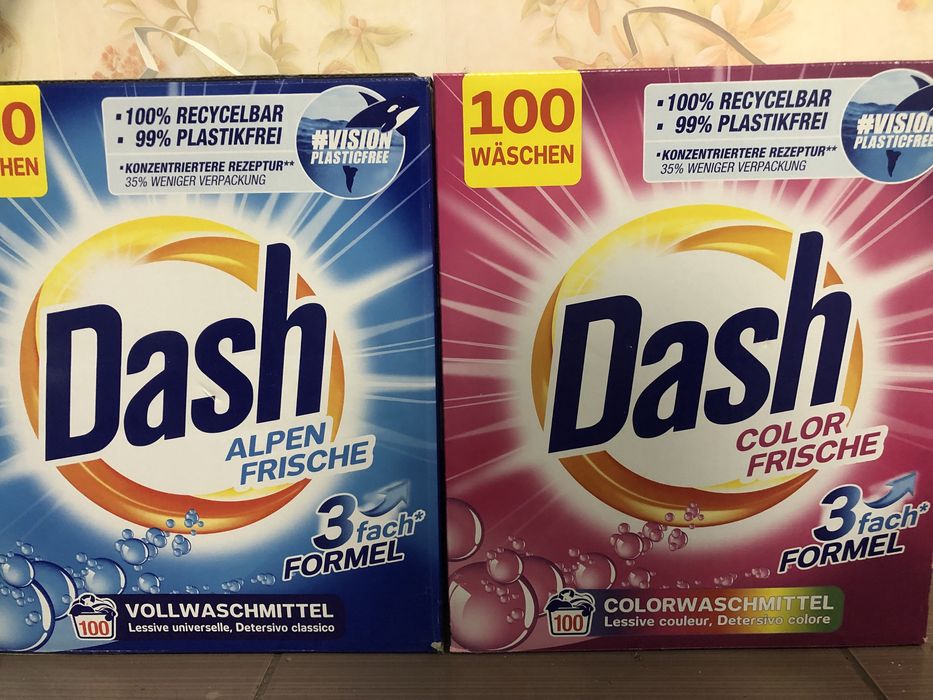 0
HEN
• 100% RECYCELBAR
• 99% PLASTIKFREI
• KONZENTRIERTERE REZEPTUR**
35% WENIGER VERPACKUNG
#VISION
PLASTICFREE
Dash
ALPEN
FRISCHE
3fach*
FORMEL
100
VOLLWASCHMITTEL
Lessive universelle, Detersivo classico
100
WÄSCHEN
• 100% RECYCELBAR
• 99% PLASTIKFREI
• KONZENTRIERTERE REZEPTUR**
35% WENIGER VERPACKUNG
#VISION
PLASTICFREE
Dash
COLOR
FRISCHE
3fach*
FORMEL
100
COLORWASCHMITTEL
Lessive couleur, Detersivo colore